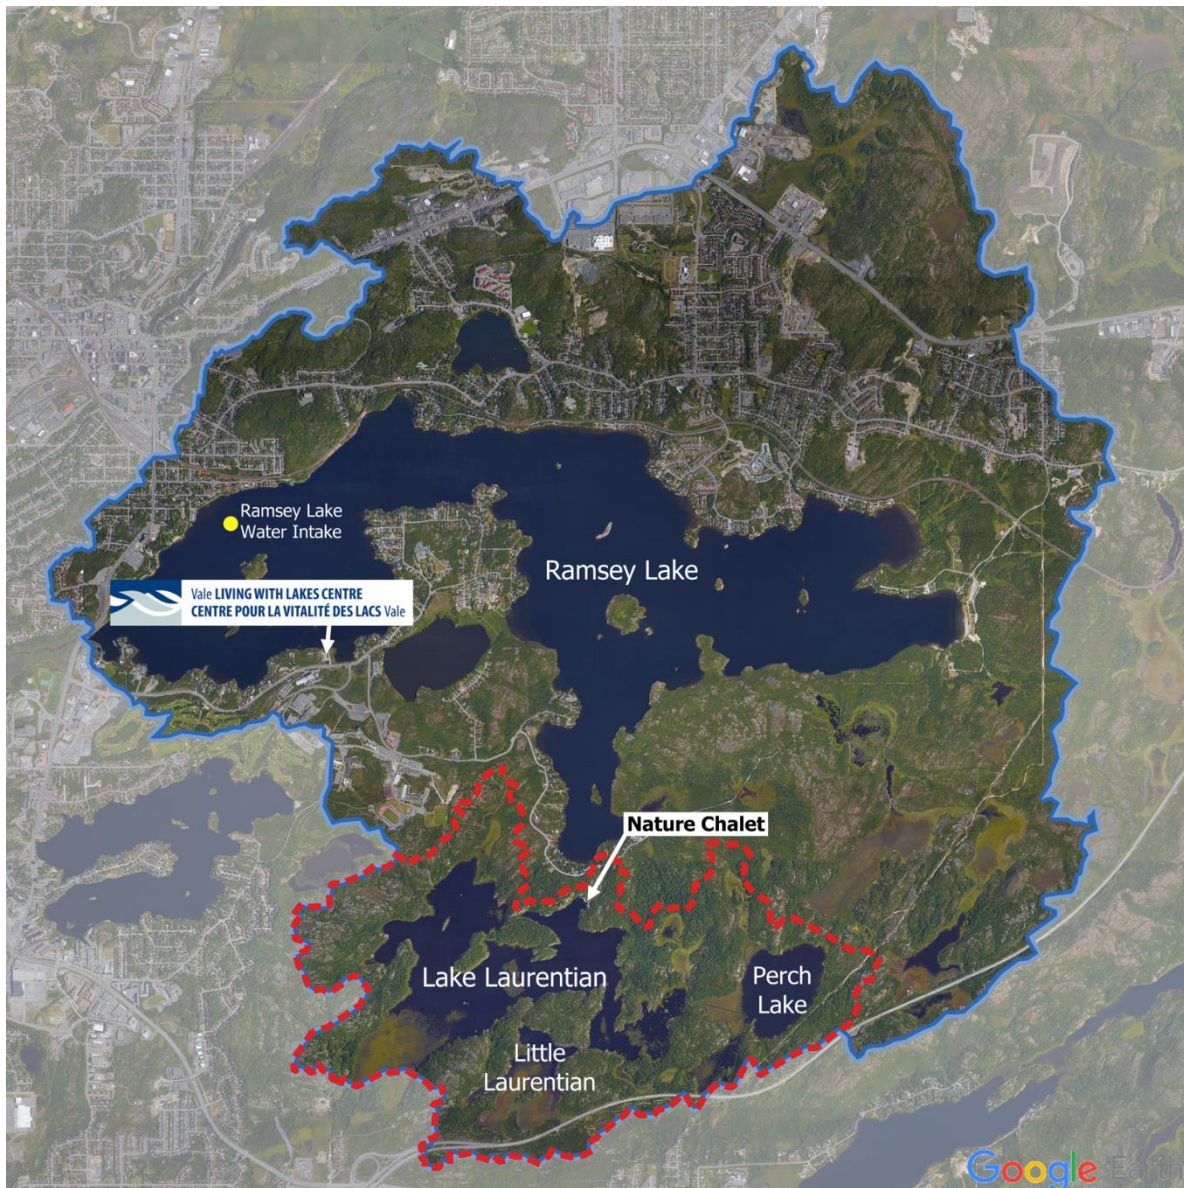 Ramsey Lake
Water Intake
Ramsey Lake
Vale LIVING WITH LAKES CENTRE
CENTRE POUR LA VITALITÉ DES LACS Vale
Nature Chalet
Lake Laurentian
Perch
Lake
Little
Laurentian
Google Earth